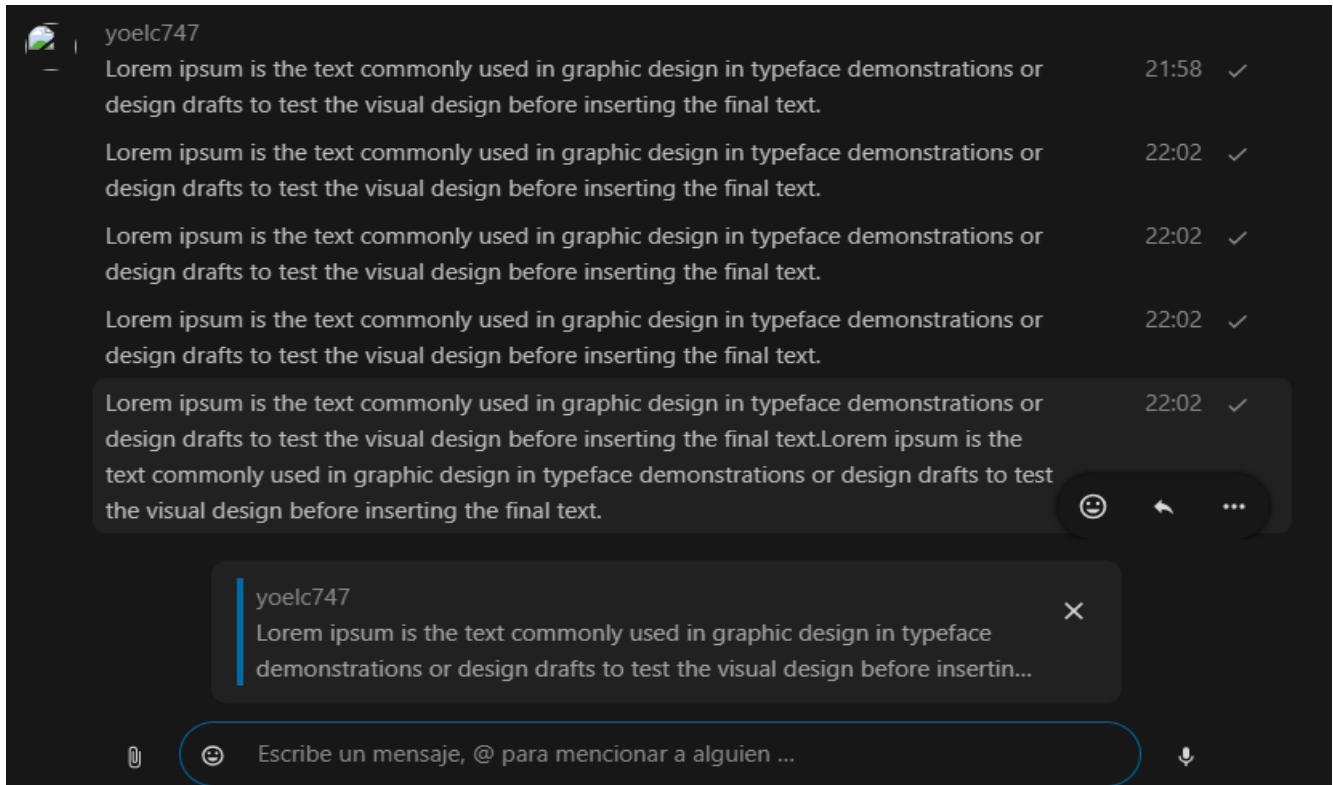 yoelc747
Lorem ipsum is the text commonly used in graphic design in typeface demonstrations or 21:58
design drafts to test the visual design before inserting the final text.
Lorem ipsum is the text commonly used in graphic design in typeface demonstrations or 22:02
design drafts to test the visual design before inserting the final text.
Lorem ipsum is the text commonly used in graphic design in typeface demonstrations or 22:02
design drafts to test the visual design before inserting the final text.
Lorem ipsum is the text commonly used in graphic design in typeface demonstrations or 22:02
design drafts to test the visual design before inserting the final text.
Lorem ipsum is the text commonly used in graphic design in typeface demonstrations or 22:02
design drafts to test the visual design before inserting the final text.Lorem ipsum is the
text commonly used in graphic design in typeface demonstrations or design drafts to test
the visual design before inserting the final text.
yoelc747
Lorem ipsum is the text commonly used in graphic design in typeface
demonstrations or design drafts to test the visual design before insertin...
Escribe un mensaje, @ para mencionar a alguien ...